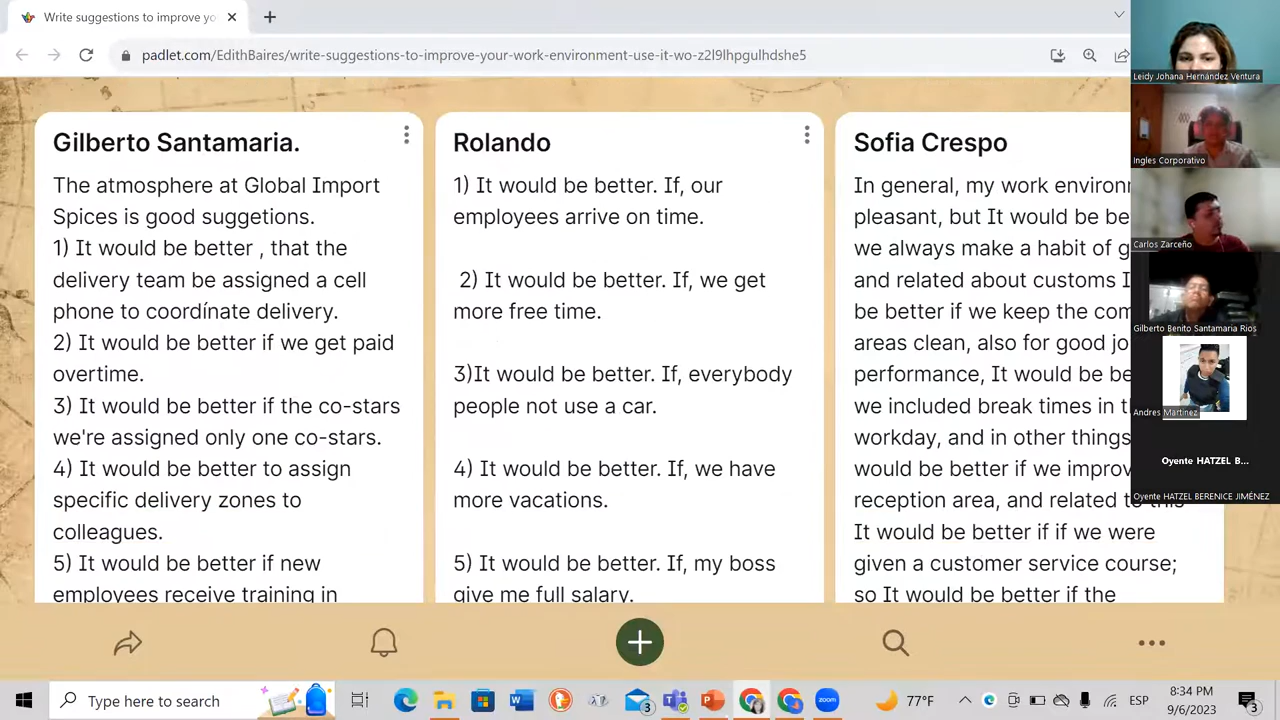 Write suggestions to improve yo
padlet.com/EdithBaires/write-suggestions-to-improve-your-work-environment-use-it-wo-z2l9lhpgulhdshe5
Gilberto Santamaria.
The atmosphere at Global Import
Spices is good suggetions.
1) It would be better , that the
delivery team be assigned a cell
phone to coordínate delivery.
2) It would be better if we get paid
overtime.
3) It would be better if the co-stars
we're assigned only one co-stars.
4) It would be better to assign
specific delivery zones to
colleagues.
5) It would be better if new
employees receive training in
Rolando
1) It would be better. If, our
employees arrive on time.
2) It would be better. If, we get
more free time.
3)It would be better. If, everybody
people not use a car.
4) It would be better. If, we have
more vacations.
5) It would be better. If, my boss
give me full salary.
Sofia Crespo
In general, my work environ
pleasant, but It would be be
we always make a habit of g
and related about customs I
be better if we keep the com
areas clean, also for good jo
performance, It would be be
we included break times in t
workday, and in other things
would be better if we improv
reception area, and related to this
It would be better if if we were
given a customer service course;
so It would be better if the
Leidy Johana Hernández Ventura
Ingles Corporativo
Carlos Zarceño
Gilberto Benito Santamaria Rios
Andres Martinez
Oyente HATZEL B...
Oyente HATZEL BERENICE JIMÉNEZ
Type here to search
3
zoom
77°F
ESP
8:34 PM
9/6/2023
3